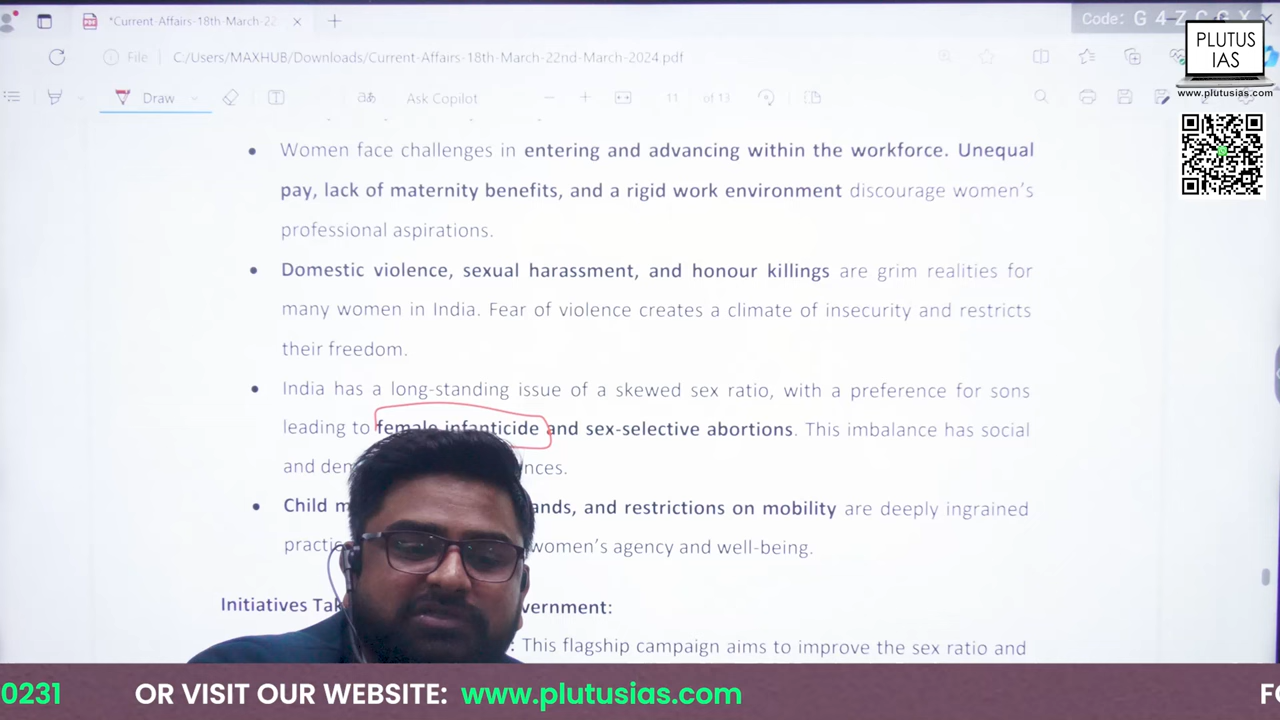 *Current-Affairs-18th-March-22
Code: G 4 Z C G X
File C:/Users/MAXHUB/Downloads/Current-Affairs-18th-March-22nd-March-2024.pdf
PLUTUS
IAS
www.plutusias.com
Draw Ask Copilot 11 of 13
Women face challenges in entering and advancing within the workforce. Unequal
pay, lack of maternity benefits, and a rigid work environment discourage women's
professional aspirations.
Domestic violence, sexual harassment, and honour killings are grim realities for
many women in India. Fear of violence creates a climate of insecurity and restricts
their freedom.
India has a long-standing issue of a skewed sex ratio, with a preference for sons
leading to female infanticide and sex-selective abortions. This imbalance has social
and
Child and restrictions on mobility are deeply ingrained
women's agency and well-being.
Initiatives
: This flagship campaign aims to improve the sex ratio and
0231 OR VISIT OUR WEBSITE: www.plutusias.com